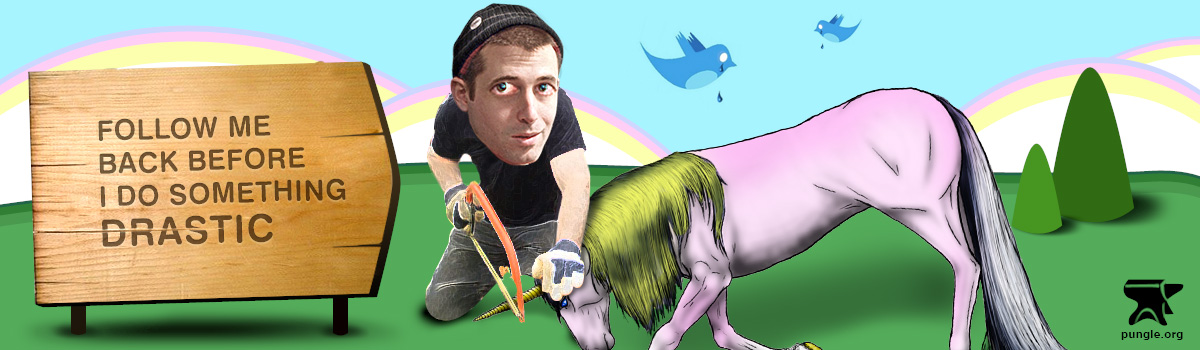 FOLLOW ME
BACK BEFORE
I DO SOMETHING
DRASTIC
pungle.org